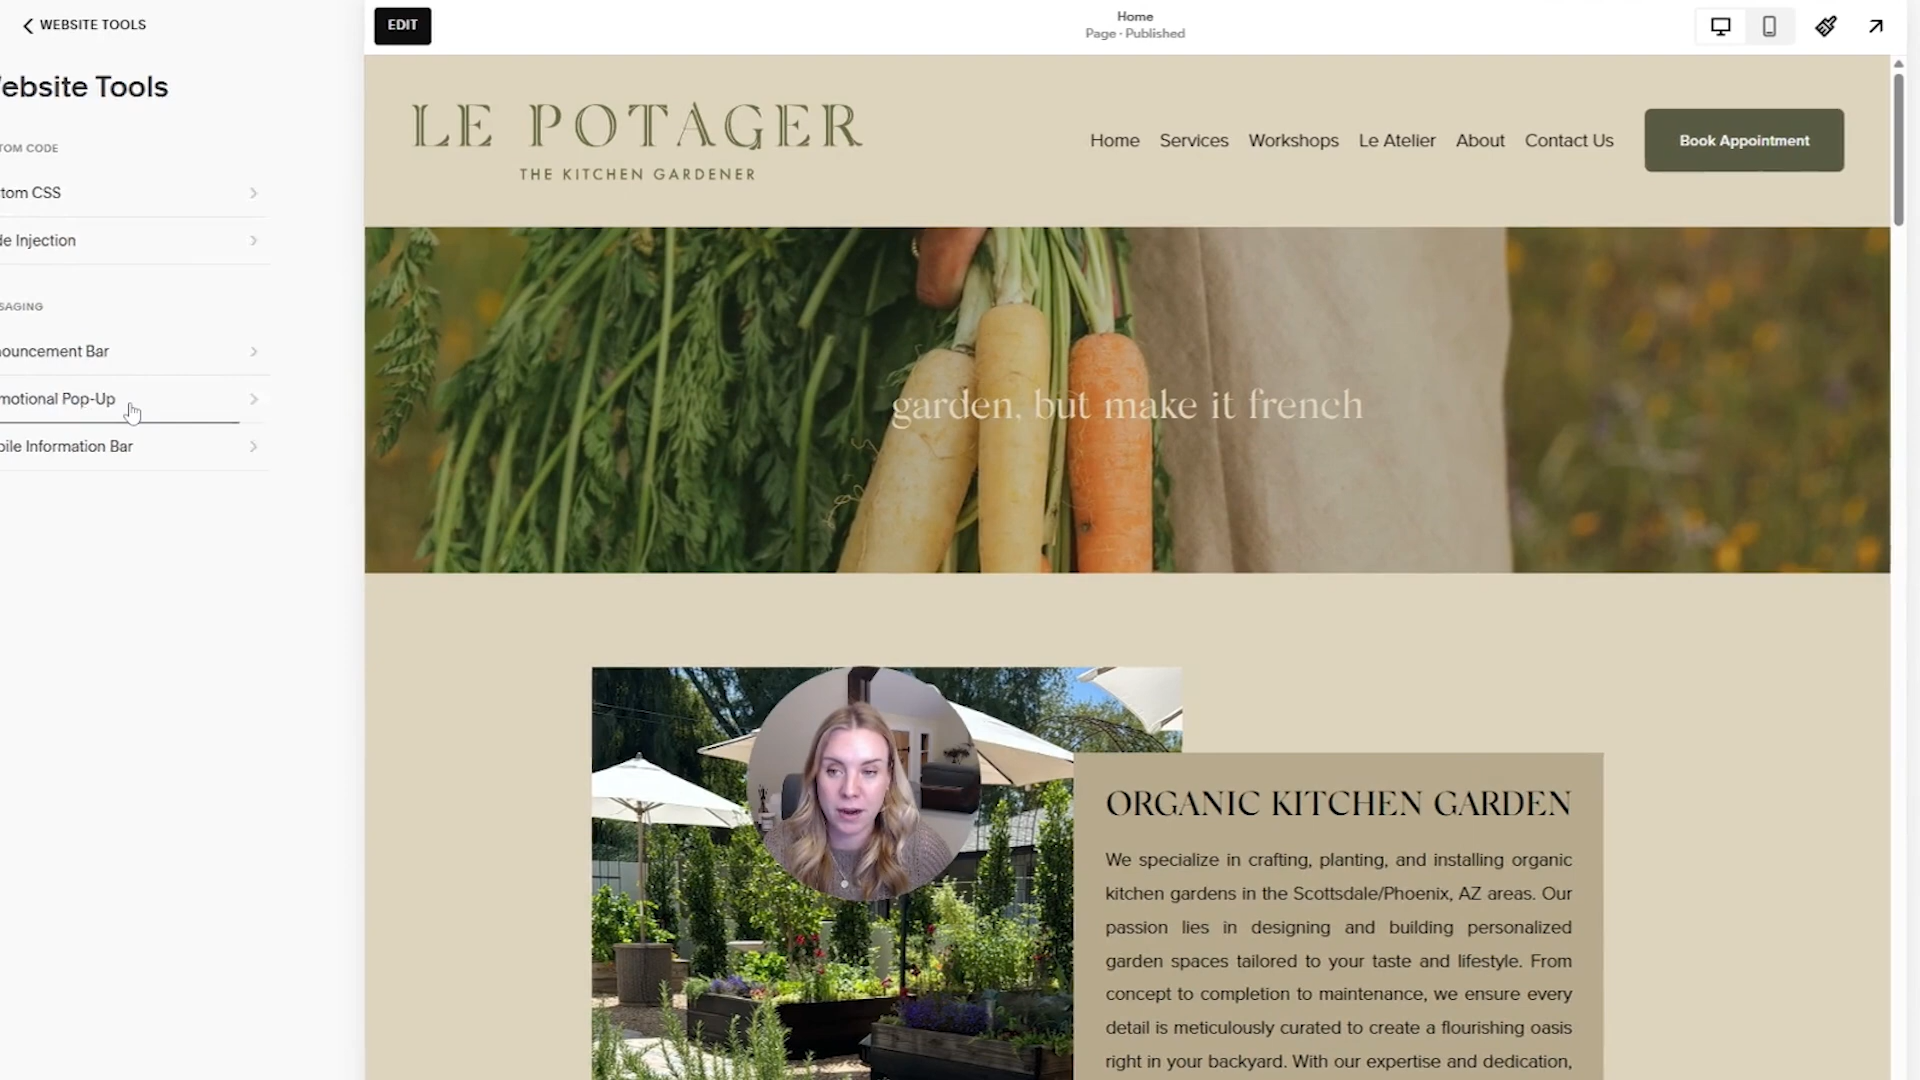 WEBSITE TOOLS
ebsite Tools
TOM CODE
tom CSS
de Injection
SAGING
ouncement Bar
motional Pop-Up
bile Information Bar
EDIT
Home
Page · Published
LE POTAGER
THE KITCHEN GARDENER
Home Services Workshops Le Atelier About Contact Us
Book Appointment
garden, but make it french
ORGANIC KITCHEN GARDEN
We specialize in crafting, planting, and installing organic
kitchen gardens in the Scottsdale/Phoenix, AZ areas. Our
passion lies in designing and building personalized
garden spaces tailored to your taste and lifestyle. From
concept to completion to maintenance, we ensure every
detail is meticulously curated to create a flourishing oasis
right in your backyard. With our expertise and dedication,